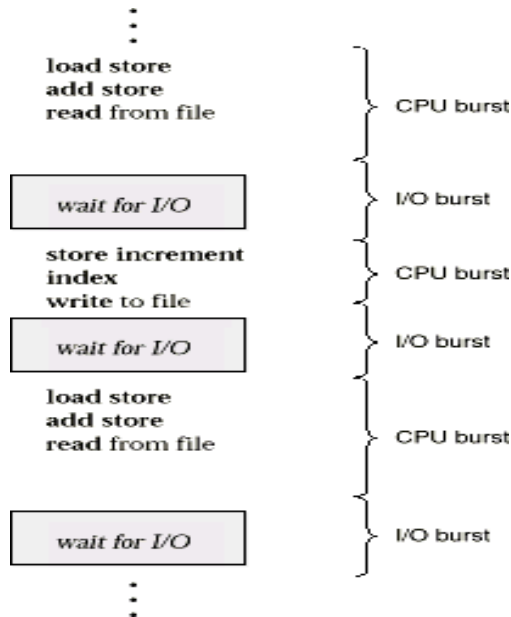 load store
add store
read from file
CPU burst
wait for I/O
I/O burst
store increment
index
write to file
CPU burst
wait for I/O
I/O burst
load store
add store
read from file
CPU burst
wait for I/O
I/O burst